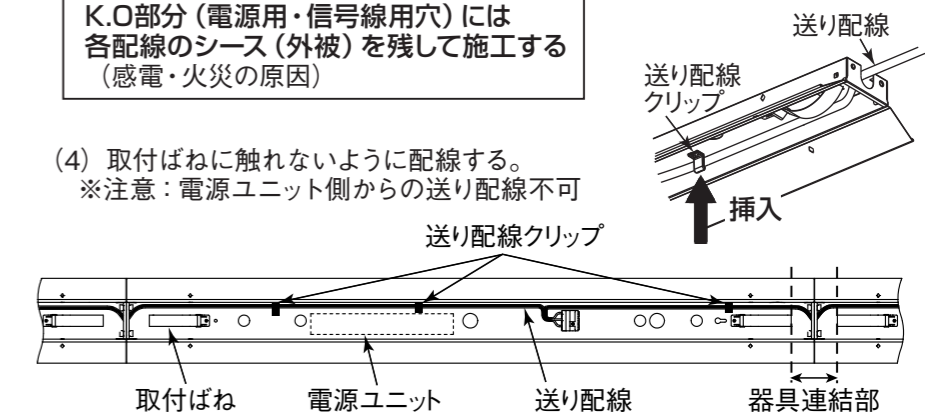 K.O部分（電源用・信号線用穴）には
各配線のシース（外被）を残して施工する
（感電・火災の原因）
送り配線
送り配線
クリップ
挿入
(4) 取付ばねに触れないように配線する。
※注意：電源ユニット側からの送り配線不可
送り配線クリップ
取付ばね
電源ユニット
送り配線
器具連結部